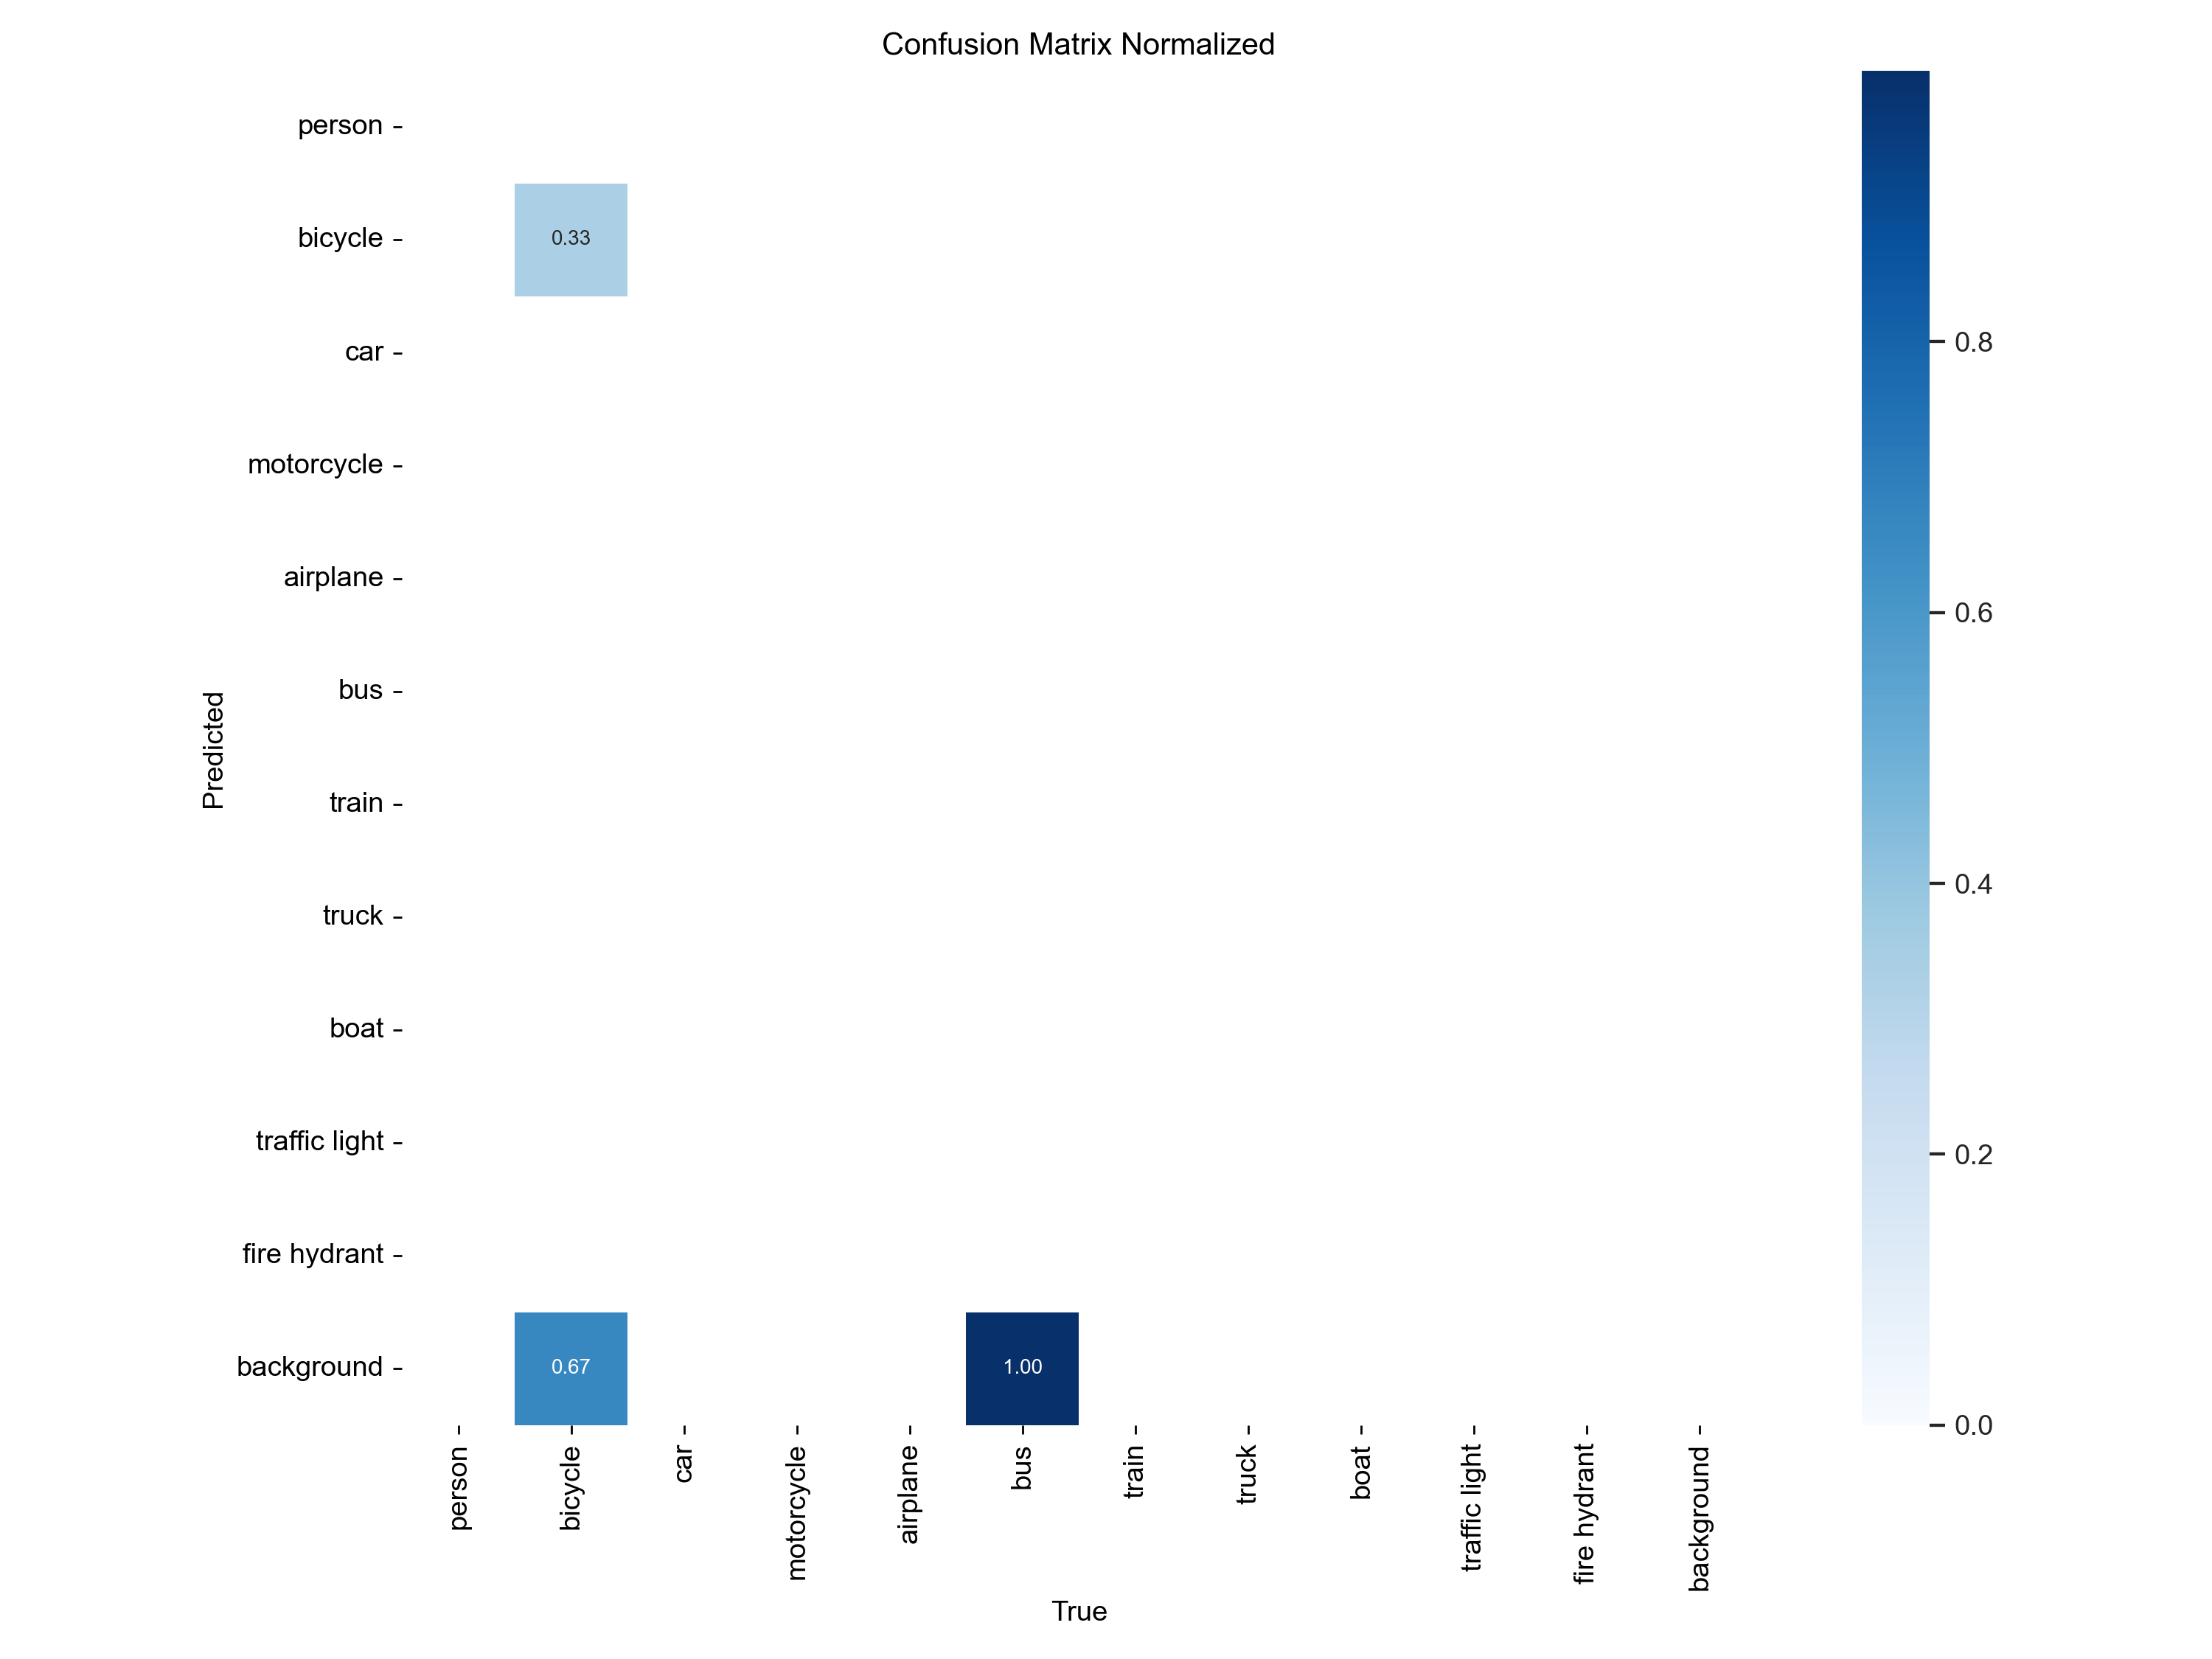 Confusion Matrix Normalized
person
bicycle
car
motorcycle
airplane
bus
train
truck
boat
traffic light
fire hydrant
background
Predicted
0.33
0.67
1.00
person
bicycle
car
motorcycle
airplane
bus
train
truck
boat
traffic light
fire hydrant
background
True
0.8
0.6
0.4
0.2
0.0